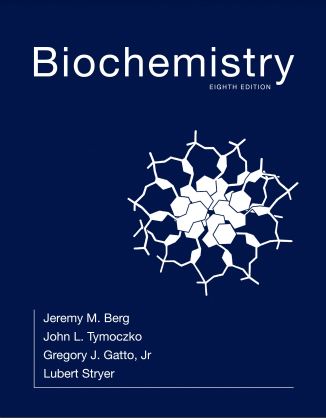 Biochemistry
EIGHTH EDITION
Jeremy M. Berg
John L. Tymoczko
Gregory J. Gatto, Jr
Lubert Stryer